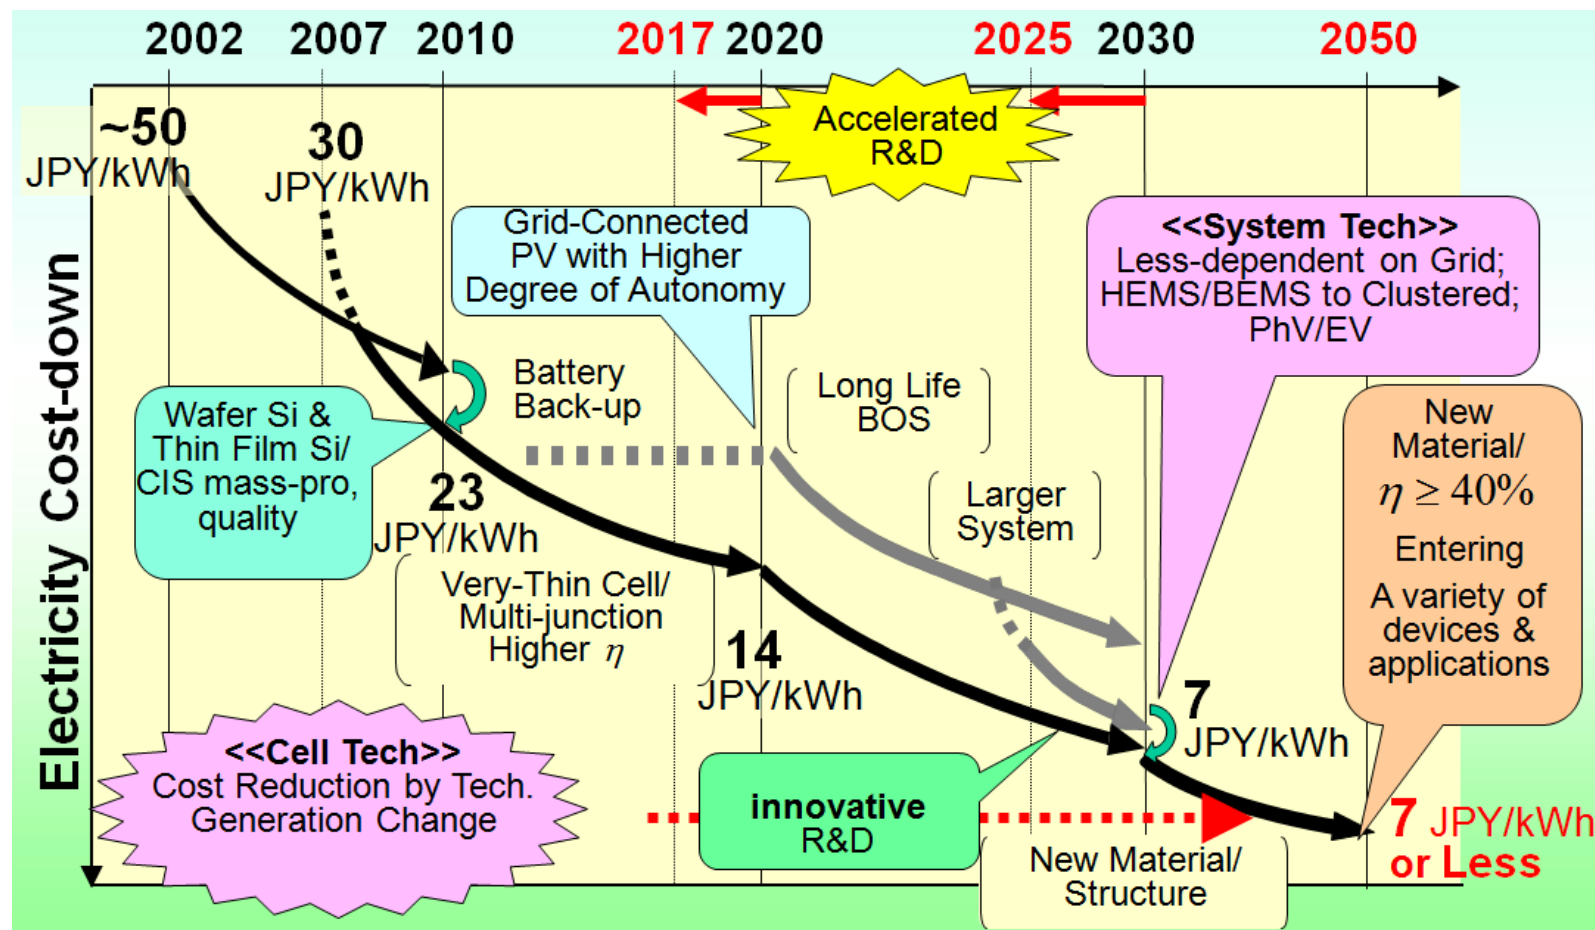 2002 2007 2010 2017 2020 2025 2030 2050
~50
JPY/kWh
30
JPY/kWh
Accelerated
R&D
Grid-Connected
PV with Higher
Degree of Autonomy
<<System Tech>>
Less-dependent on Grid;
HEMS/BEMS to Clustered;
PhV/EV
Electricity Cost-down
Battery
Back-up
Long Life
BOS
Wafer Si &
Thin Film Si/
CIS mass-pro,
quality
New
Material/
η ≥ 40%
Entering
A variety of
devices &
applications
23
JPY/kWh
Larger
System
Very-Thin Cell/
Multi-junction
Higher η
14
JPY/kWh
7
JPY/kWh
<<Cell Tech>>
Cost Reduction by Tech.
Generation Change
innovative
R&D
7 JPY/kWh
or Less
New Material/
Structure